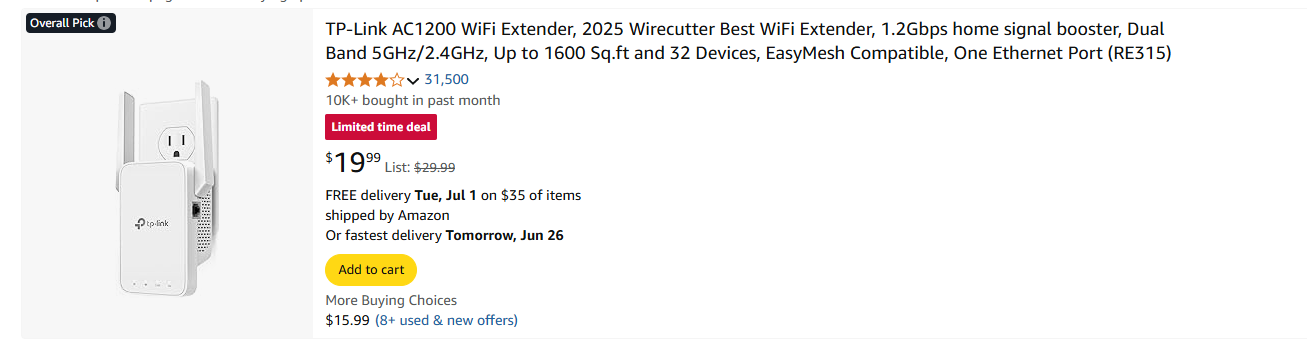 Overall Pick
TP-Link AC1200 WiFi Extender, 2025 Wirecutter Best WiFi Extender, 1.2Gbps home signal booster, Dual
Band 5GHz/2.4GHz, Up to 1600 Sq.ft and 32 Devices, EasyMesh Compatible, One Ethernet Port (RE315)
31,500
10K+ bought in past month
Limited time deal
$19.99 List: $29.99
FREE delivery Tue, Jul 1 on $35 of items
shipped by Amazon
Or fastest delivery Tomorrow, Jun 26
Add to cart
More Buying Choices
$15.99 (8+ used & new offers)
tp-link